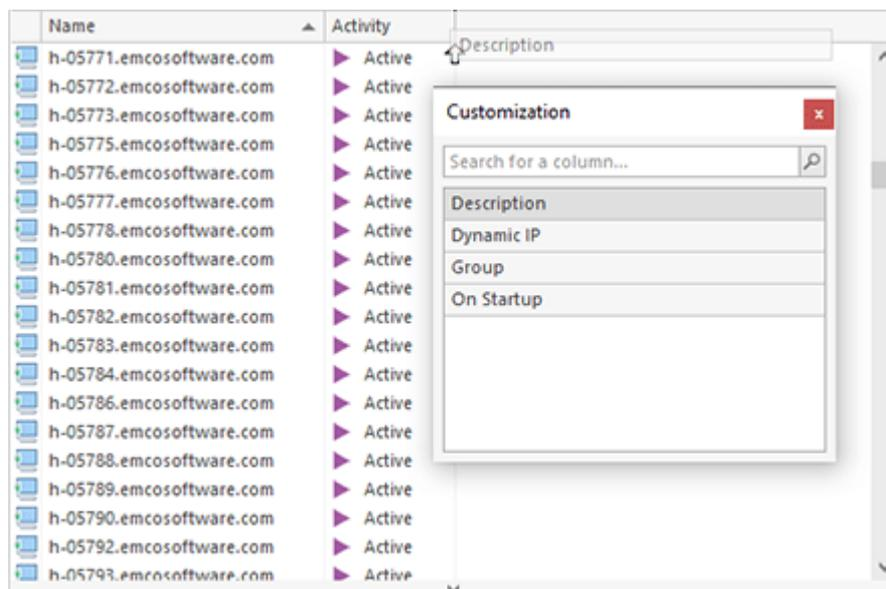 Name Activity
Description
h-05771.emcosoftware.com Active
h-05772.emcosoftware.com Active
h-05773.emcosoftware.com Active
h-05775.emcosoftware.com Active
h-05776.emcosoftware.com Active
h-05777.emcosoftware.com Active
h-05778.emcosoftware.com Active
h-05780.emcosoftware.com Active
h-05781.emcosoftware.com Active
h-05782.emcosoftware.com Active
h-05783.emcosoftware.com Active
h-05784.emcosoftware.com Active
h-05786.emcosoftware.com Active
h-05787.emcosoftware.com Active
h-05788.emcosoftware.com Active
h-05789.emcosoftware.com Active
h-05790.emcosoftware.com Active
h-05792.emcosoftware.com Active
h-05793.emcosoftware.com Active
Customization
x
Search for a column...
Description
Dynamic IP
Group
On Startup